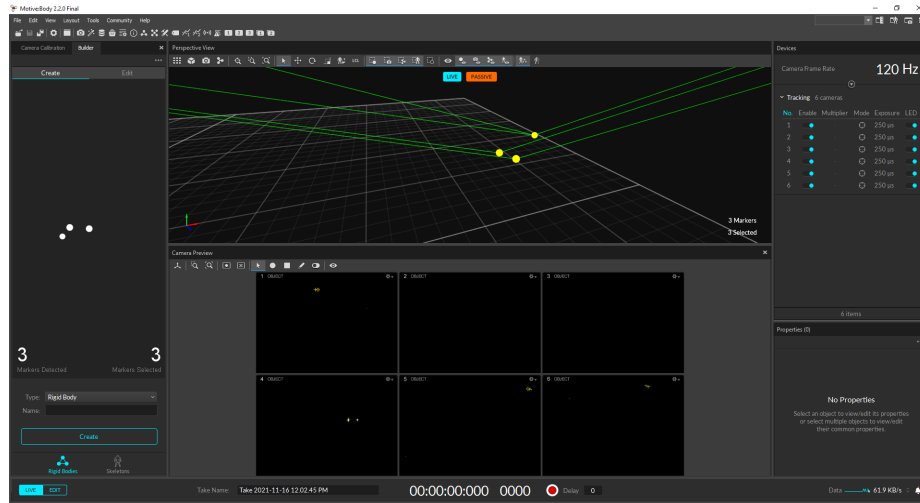 Motive:Body 2.2.0 Final
File Edit View Layout Tools Community Help
Camera Calibration Builder
Create Edit
3 3
Markers Detected Markers Selected
Type: Rigid Body
Name:
Create
Rigid Bodies Skeletons
Perspective View
LIVE PASSIVE
3 Markers
3 Selected
Camera Preview
1 OBJECT
2 OBJECT
3 OBJECT
4 OBJECT
5 OBJECT
6 OBJECT
Devices
Camera Frame Rate 120 Hz
Tracking 6 cameras
No. Enable Multiplier Mode Exposure LED
1 250 µs
2 250 µs
3 250 µs
4 250 µs
5 250 µs
6 250 µs
6 items
Properties (0)
No Properties
Select an object to view/edit its properties
or select multiple objects to view/edit
their common properties.
LIVE EDIT
Take Name: Take 2021-11-16 12.02.45 PM
00:00:00:000 0000
Delay 0
Data 61.9 KB/s